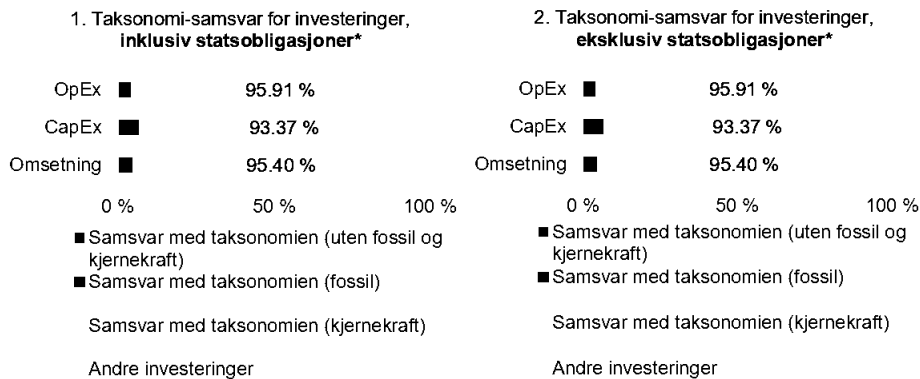 1. Taksonomi-samsvar for investeringer,
inklusiv statsobligasjoner*
OpEx 95.91 %
CapEx 93.37 %
Omsetning 95.40 %
0 % 50 % 100 %
Samsvar med taksonomien (uten fossil og
kjernekraft)
Samsvar med taksonomien (fossil)
Samsvar med taksonomien (kjernekraft)
Andre investeringer
2. Taksonomi-samsvar for investeringer,
eksklusiv statsobligasjoner*
OpEx 95.91 %
CapEx 93.37 %
Omsetning 95.40 %
0 % 50 % 100 %
Samsvar med taksonomien (uten fossil og
kjernekraft)
Samsvar med taksonomien (fossil)
Samsvar med taksonomien (kjernekraft)
Andre investeringer